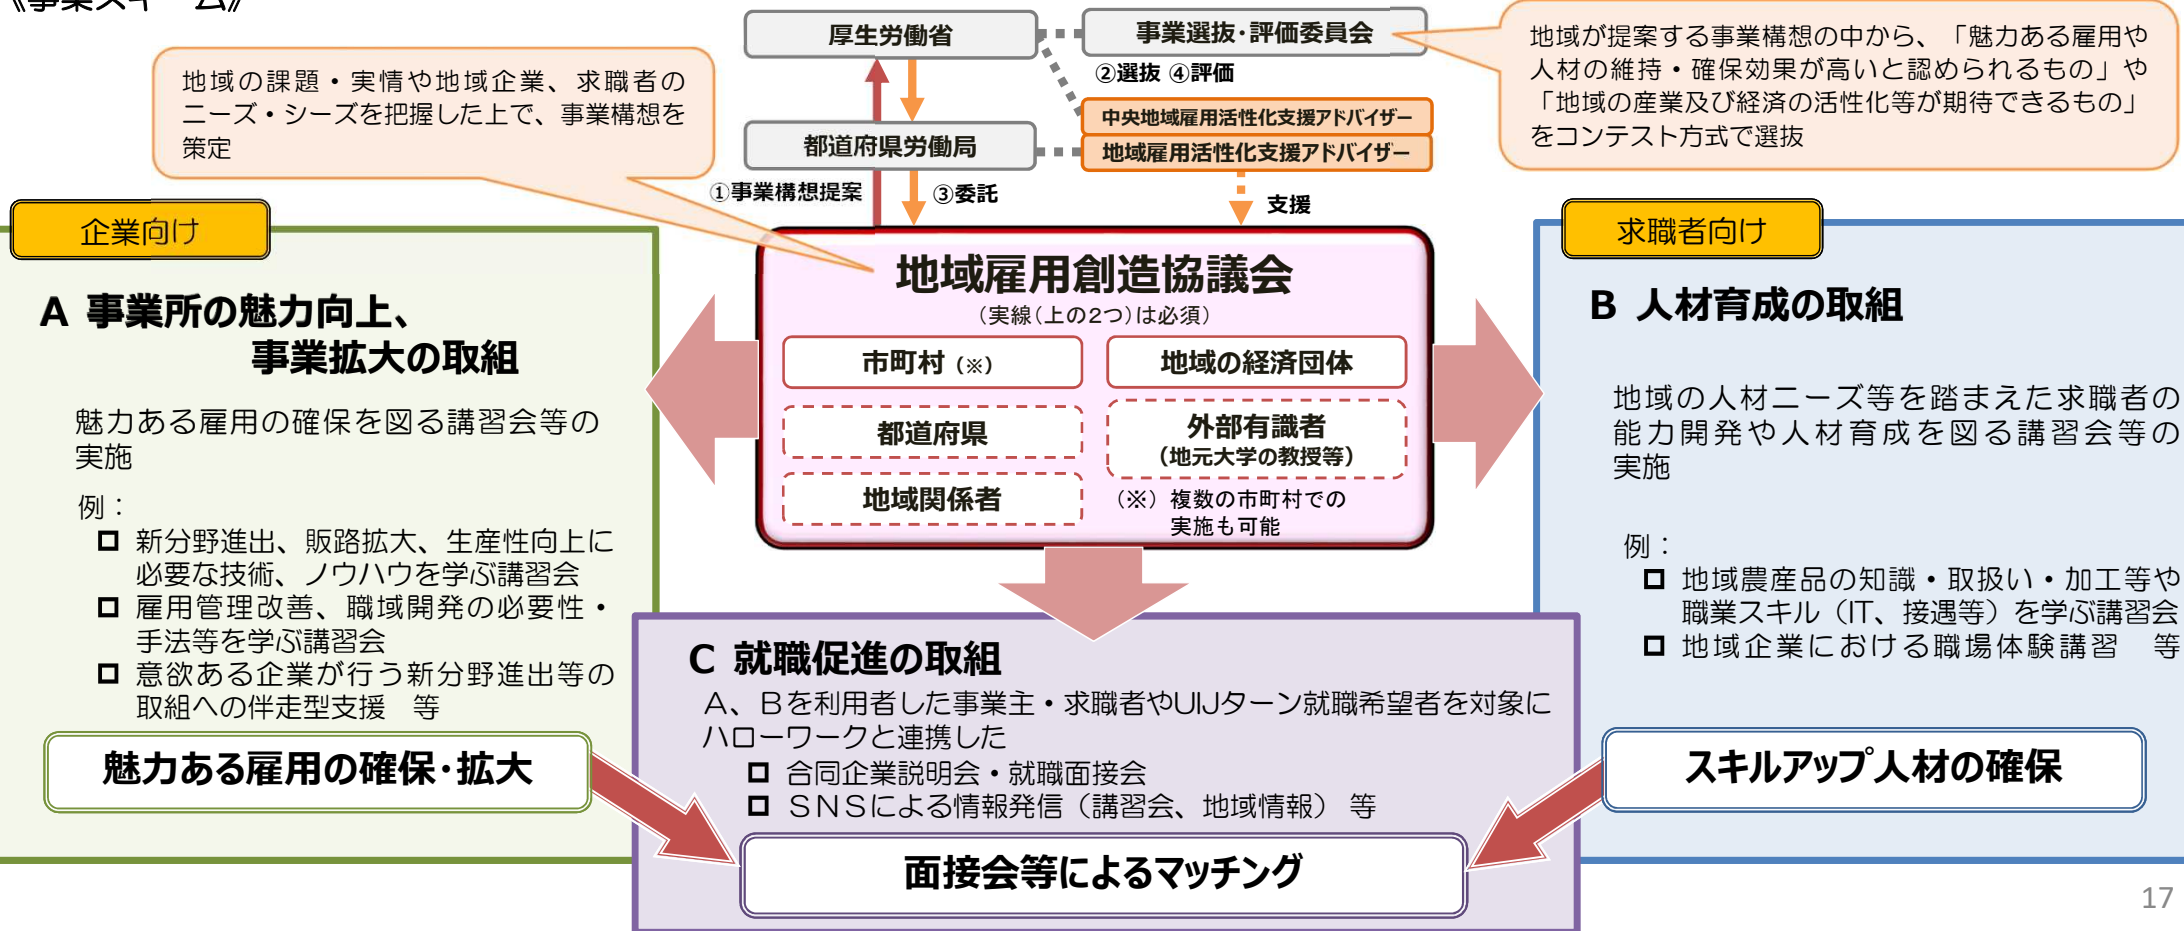 《事業スキーム》
厚生労働省
事業選抜・評価委員会
②選抜 ④評価
中央地域雇用活性化支援アドバイザー
地域雇用活性化支援アドバイザー
都道府県労働局
①事業構想提案
③委託
支援
地域の課題・実情や地域企業、求職者の
ニーズ・シーズを把握した上で、事業構想を
策定
地域が提案する事業構想の中から、「魅力ある雇用や
人材の維持・確保効果が高いと認められるもの」や
「地域の産業及び経済の活性化等が期待できるもの」
をコンテスト方式で選抜
企業向け
A 事業所の魅力向上、
事業拡大の取組
魅力ある雇用の確保を図る講習会等の
実施
例：
新分野進出、販路拡大、生産性向上に
必要な技術、ノウハウを学ぶ講習会
雇用管理改善、職域開発の必要性・
手法等を学ぶ講習会
意欲ある企業が行う新分野進出等の
取組への伴走型支援 等
魅力ある雇用の確保・拡大
地域雇用創造協議会
（実線（上の2つ）は必須）
市町村（※）
地域の経済団体
都道府県
外部有識者
（地元大学の教授等）
地域関係者
（※）複数の市町村での
実施も可能
求職者向け
B 人材育成の取組
地域の人材ニーズ等を踏まえた求職者の
能力開発や人材育成を図る講習会等の
実施
例：
地域農産品の知識・取扱い・加工等や
職業スキル（IT、接遇等）を学ぶ講習会
地域企業における職場体験講習 等
スキルアップ人材の確保
C 就職促進の取組
A、Bを利用者した事業主・求職者やUIJターン就職希望者を対象に
ハローワークと連携した
合同企業説明会・就職面接会
SNSによる情報発信（講習会、地域情報） 等
面接会等によるマッチング
17